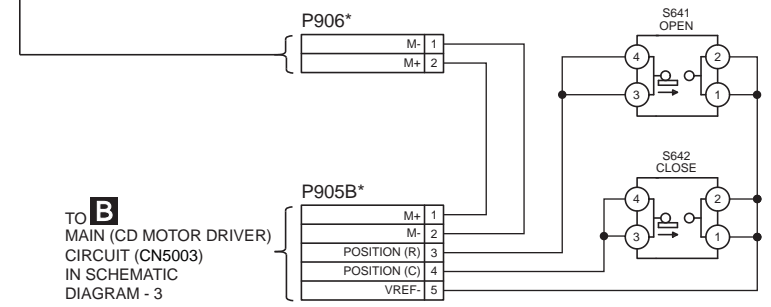 P906*
M- 1
M+ 2
S641
OPEN
4 2
3 1
S642
CLOSE
4 2
3 1
P905B*
M+ 1
M- 2
POSITION (R) 3
POSITION (C) 4
VREF- 5
TO B
MAIN (CD MOTOR DRIVER)
CIRCUIT (CN5003)
IN SCHEMATIC
DIAGRAM - 3